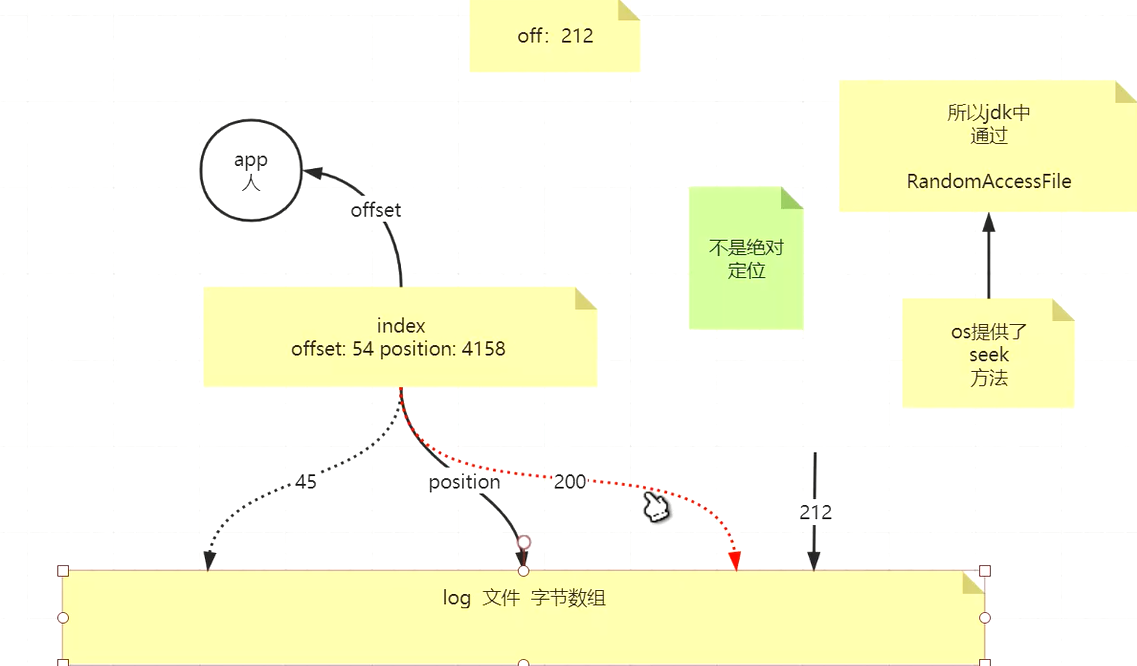 off: 212
所以jdk中
通过
RandomAccessFile
app
人
offset
不是绝对
定位
index
offset: 54 position: 4158
os提供了
seek
方法
45
position
200
212
log 文件 字节数组